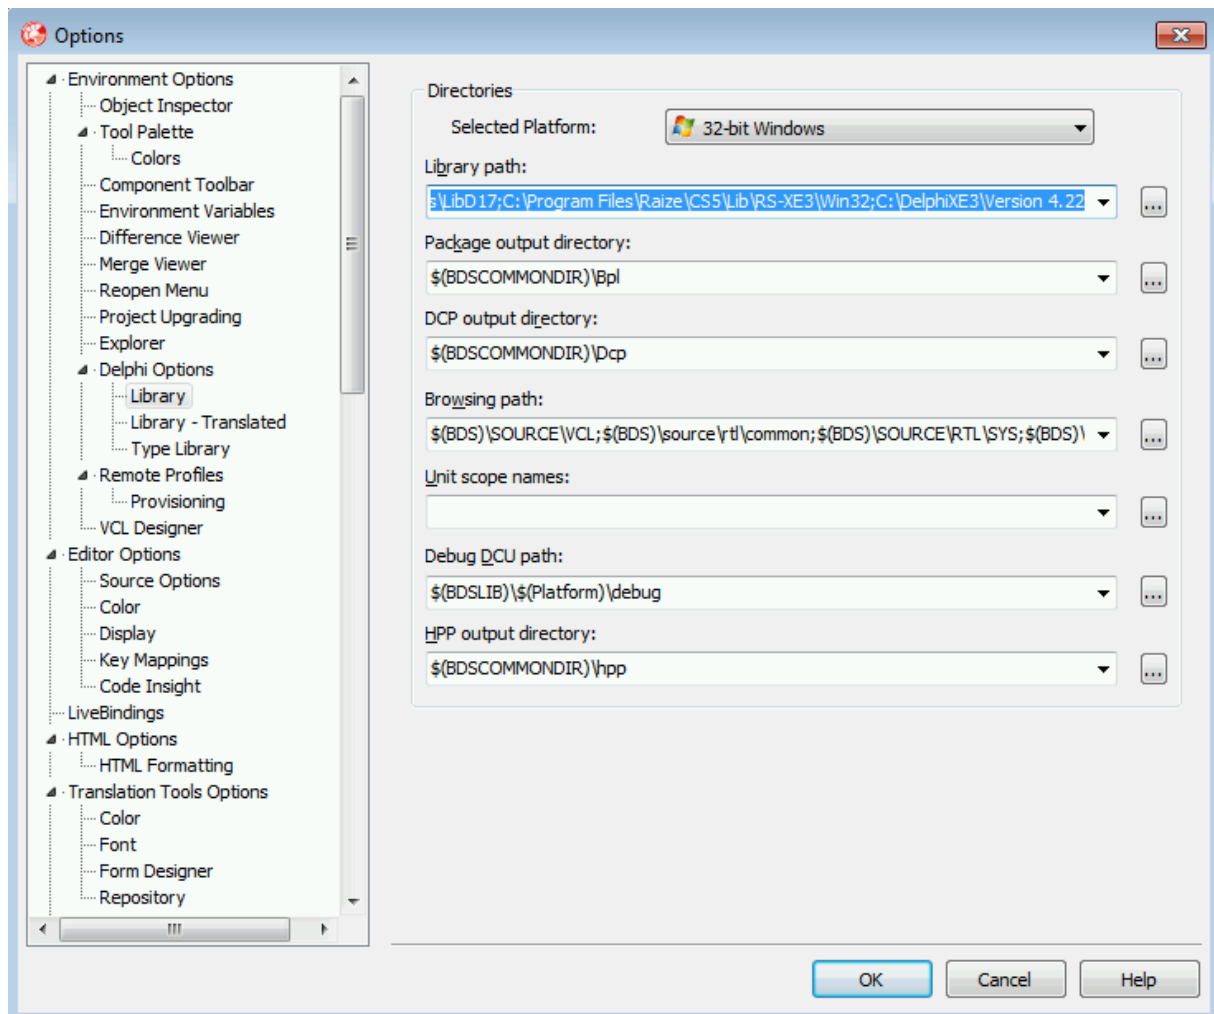 Options
Environment Options
Object Inspector
Tool Palette
Colors
Component Toolbar
Environment Variables
Difference Viewer
Merge Viewer
Reopen Menu
Project Upgrading
Explorer
Delphi Options
Library
Library - Translated
Type Library
Remote Profiles
Provisioning
VCL Designer
Editor Options
Source Options
Color
Display
Key Mappings
Code Insight
LiveBindings
HTML Options
HTML Formatting
Translation Tools Options
Color
Font
Form Designer
Repository
Directories
Selected Platform: 32-bit Windows
Library path:
s\LibD17;C:\Program Files\Raize\CS5\Lib\RS-XE3\Win32;C:\DelphiXE3\Version 4.22
...
Package output directory:
$(BDSCOMMONDIR)\Bpl
...
DCP output directory:
$(BDSCOMMONDIR)\Dcp
...
Browsing path:
$(BDS)\SOURCE\VCL;$(BDS)\source\rtl\common;$(BDS)\SOURCE\RTL\SYS;$(BDS)\
...
Unit scope names:
...
Debug DCU path:
$(BDSLIB)\$(Platform)\debug
...
HPP output directory:
$(BDSCOMMONDIR)\hpp
...
OK Cancel Help